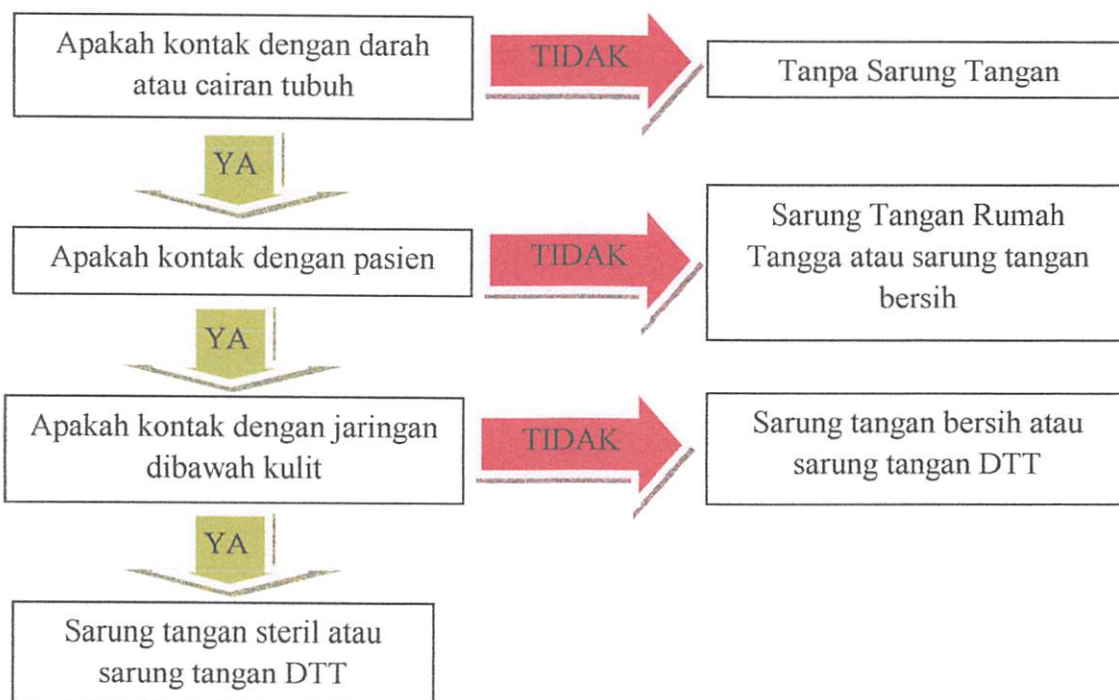 Apakah kontak dengan darah
atau cairan tubuh
TIDAK
Tanpa Sarung Tangan
YA
Apakah kontak dengan pasien
TIDAK
Sarung Tangan Rumah
Tangga atau sarung tangan
bersih
YA
Apakah kontak dengan jaringan
dibawah kulit
TIDAK
Sarung tangan bersih atau
sarung tangan DTT
YA
Sarung tangan steril atau
sarung tangan DTT